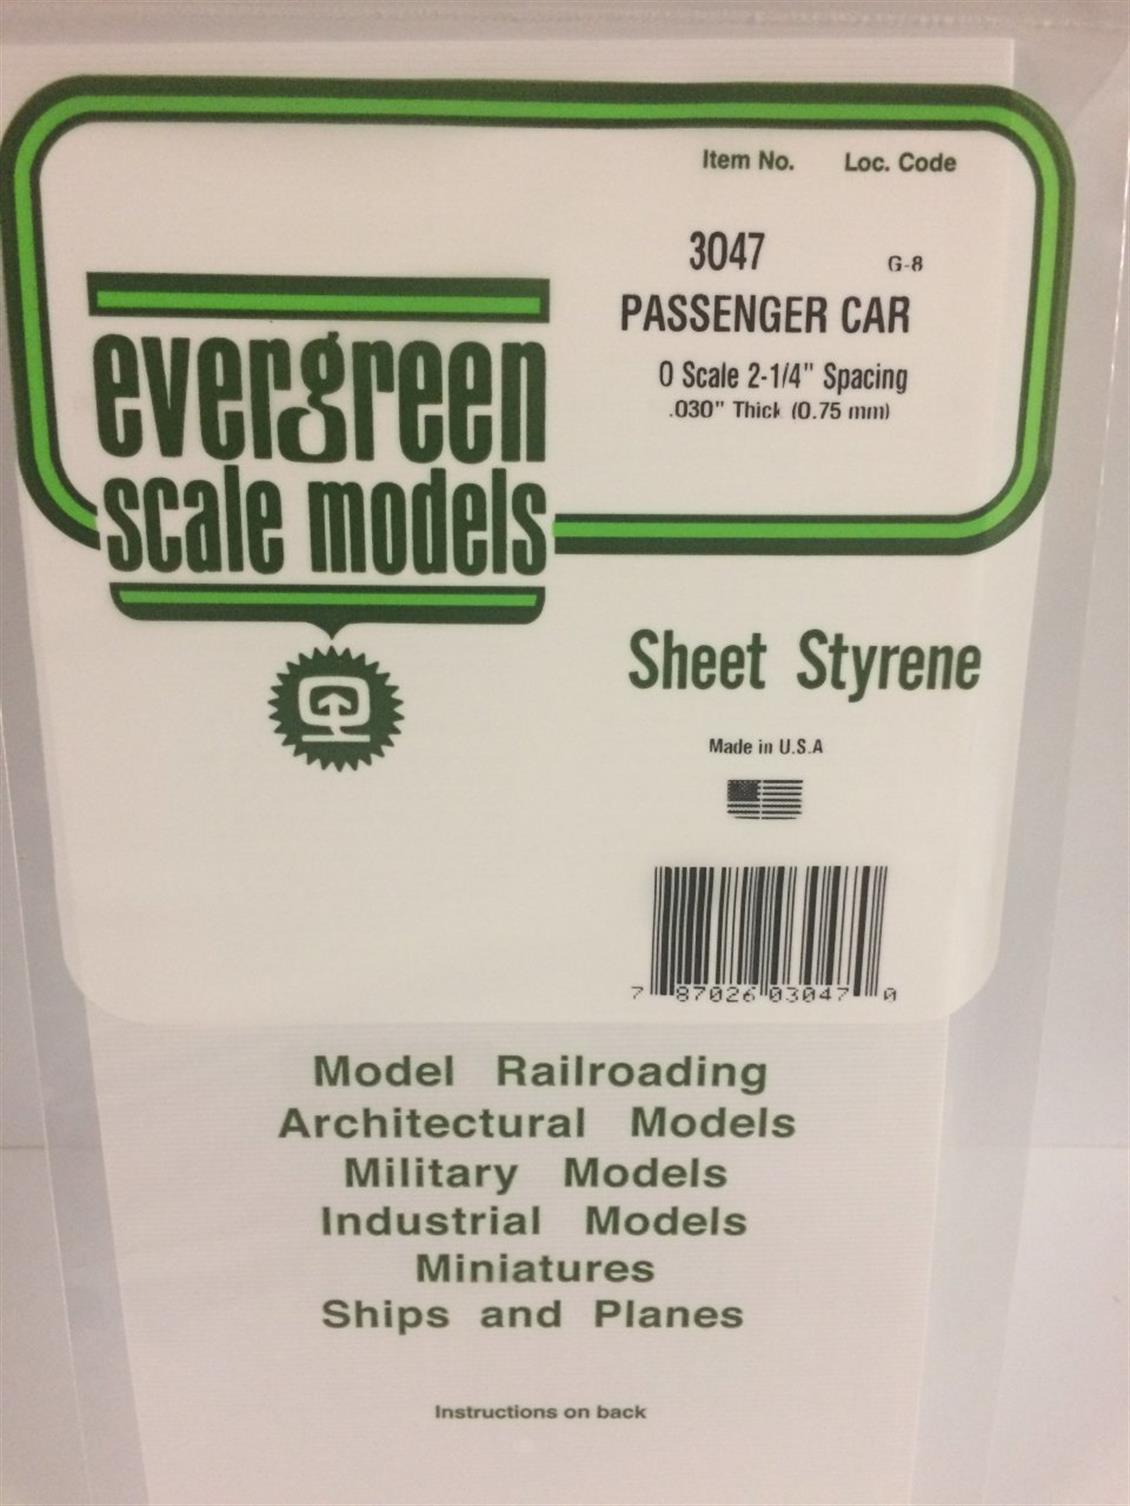 Item No. Loc. Code
3047 G-8
PASSENGER CAR
O Scale 2-1/4" Spacing
.030" Thick (0.75 mm)
evergreen
scale models
Sheet Styrene
Made in U.S.A
7 87026 03047 0
Model Railroading
Architectural Models
Military Models
Industrial Models
Miniatures
Ships and Planes
Instructions on back